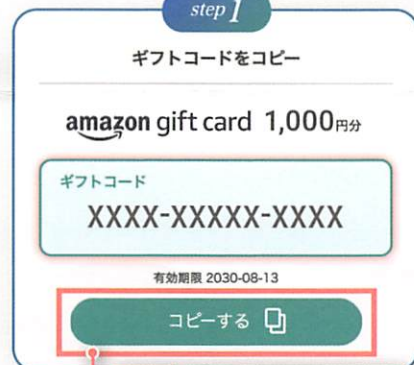 step 1
ギフトコードをコピー
amazon gift card 1,000円分
ギフトコード
XXXX-XXXXX-XXXX
有効期限 2030-08-13
コピーする